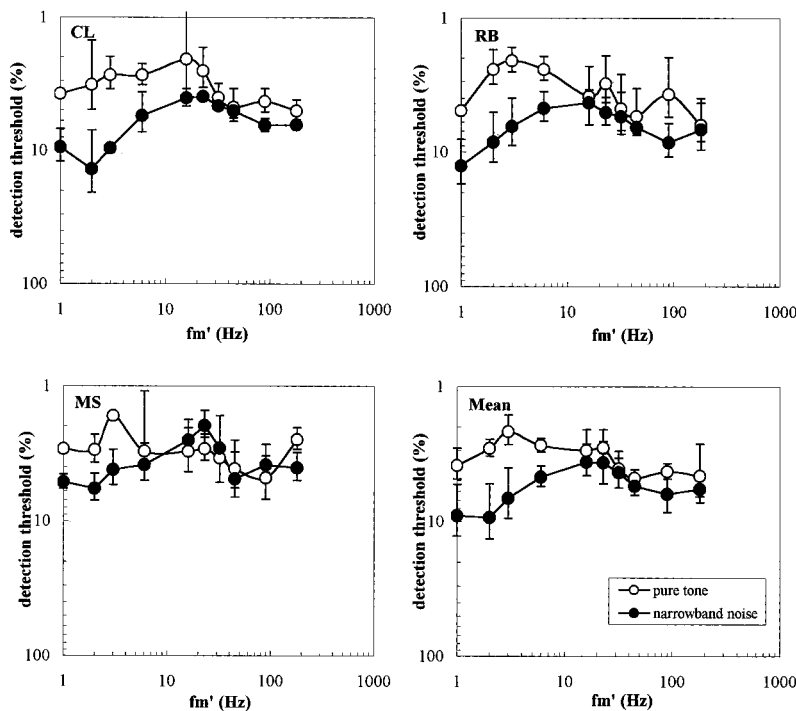 CL
detection threshold (%)
1
10
100
1 10 100 1000
fm' (Hz)
RB
detection threshold (%)
1
10
100
1 10 100 1000
fm' (Hz)
MS
detection threshold (%)
1
10
100
1 10 100 1000
fm' (Hz)
Mean
detection threshold (%)
1
10
100
1 10 100 1000
fm' (Hz)
pure tone
narrowband noise